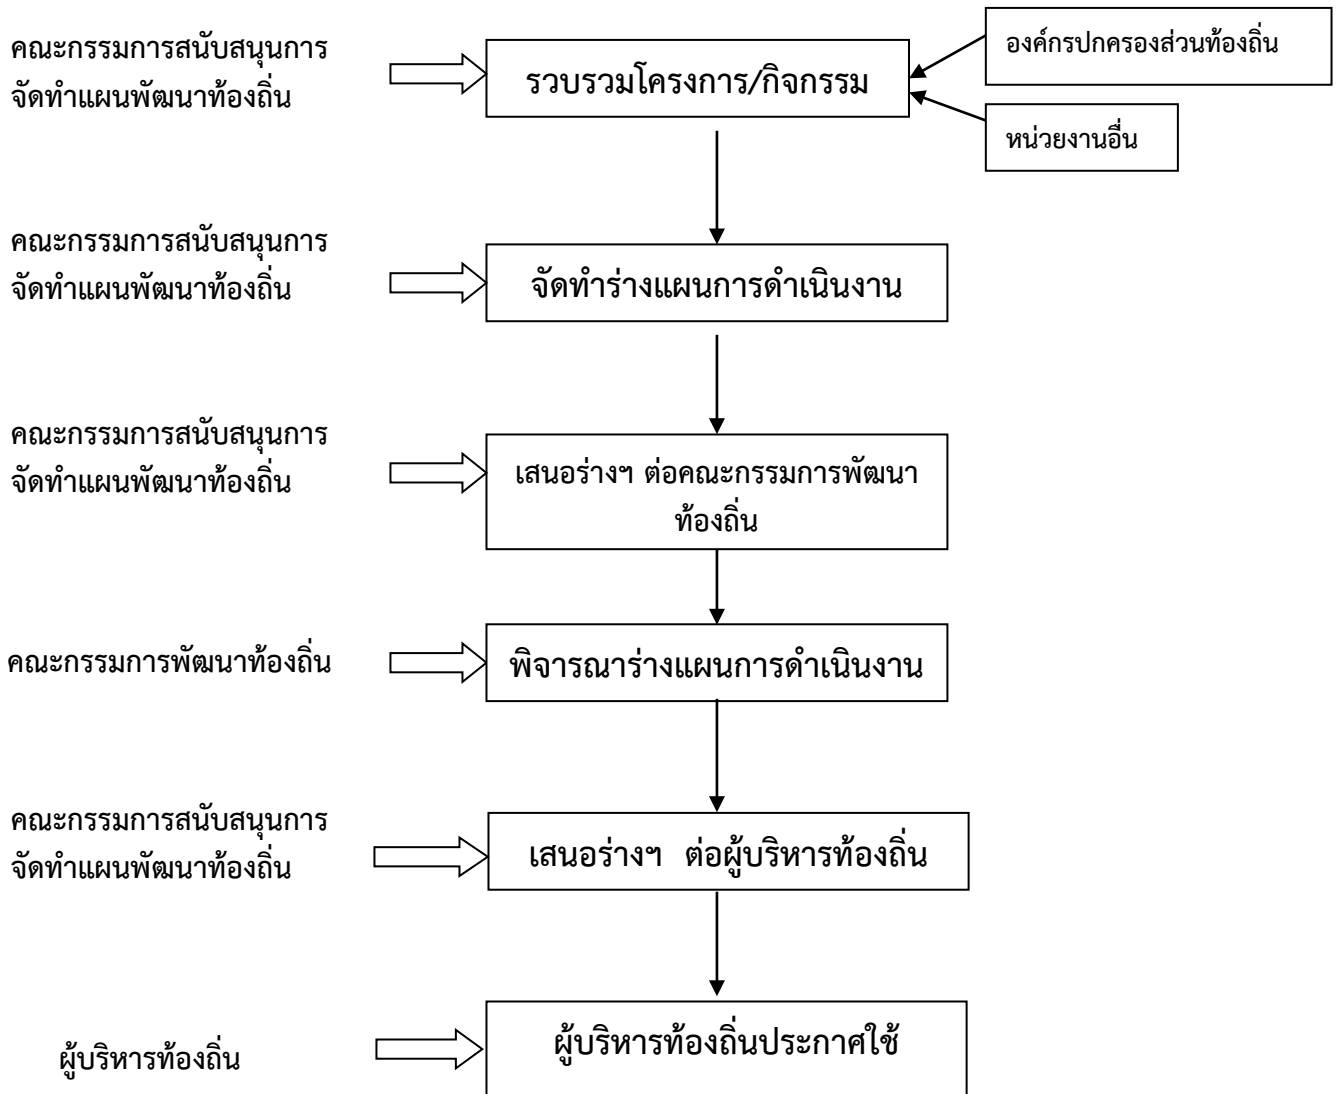 คณะกรรมการสนับสนุนการ
จัดทำแผนพัฒนาท้องถิ่น
รวบรวมโครงการ/กิจกรรม
องค์กรปกครองส่วนท้องถิ่น
หน่วยงานอื่น
คณะกรรมการสนับสนุนการ
จัดทำแผนพัฒนาท้องถิ่น
จัดทำร่างแผนการดำเนินงาน
คณะกรรมการสนับสนุนการ
จัดทำแผนพัฒนาท้องถิ่น
เสนอร่างฯ ต่อคณะกรรมการพัฒนา
ท้องถิ่น
คณะกรรมการพัฒนาท้องถิ่น
พิจารณาร่างแผนการดำเนินงาน
คณะกรรมการสนับสนุนการ
จัดทำแผนพัฒนาท้องถิ่น
เสนอร่างฯ ต่อผู้บริหารท้องถิ่น
ผู้บริหารท้องถิ่น
ผู้บริหารท้องถิ่นประกาศใช้